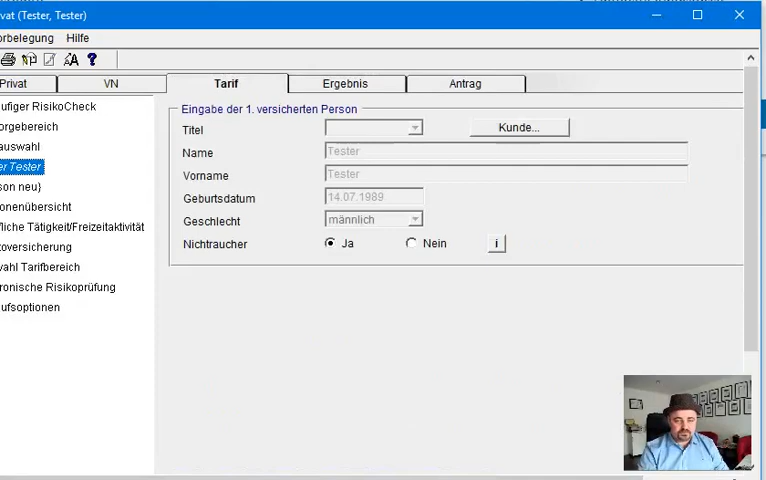 vat (Tester, Tester)
orbelegung Hilfe
?
Privat VN Tarif Ergebnis Antrag
ufiger RisikoCheck
orgebereich
auswahl
er Tester
son neu}
onenübersicht
fliche Tätigkeit/Freizeitaktivität
toversicherung
vahl Tarifbereich
ronische Risikoprüfung
ufsoptionen
Eingabe der 1. versicherten Person
Titel Kunde...
Name Tester
Vorname Tester
Geburtsdatum 14.07.1989
Geschlecht männlich
Nichtraucher Ja Nein i